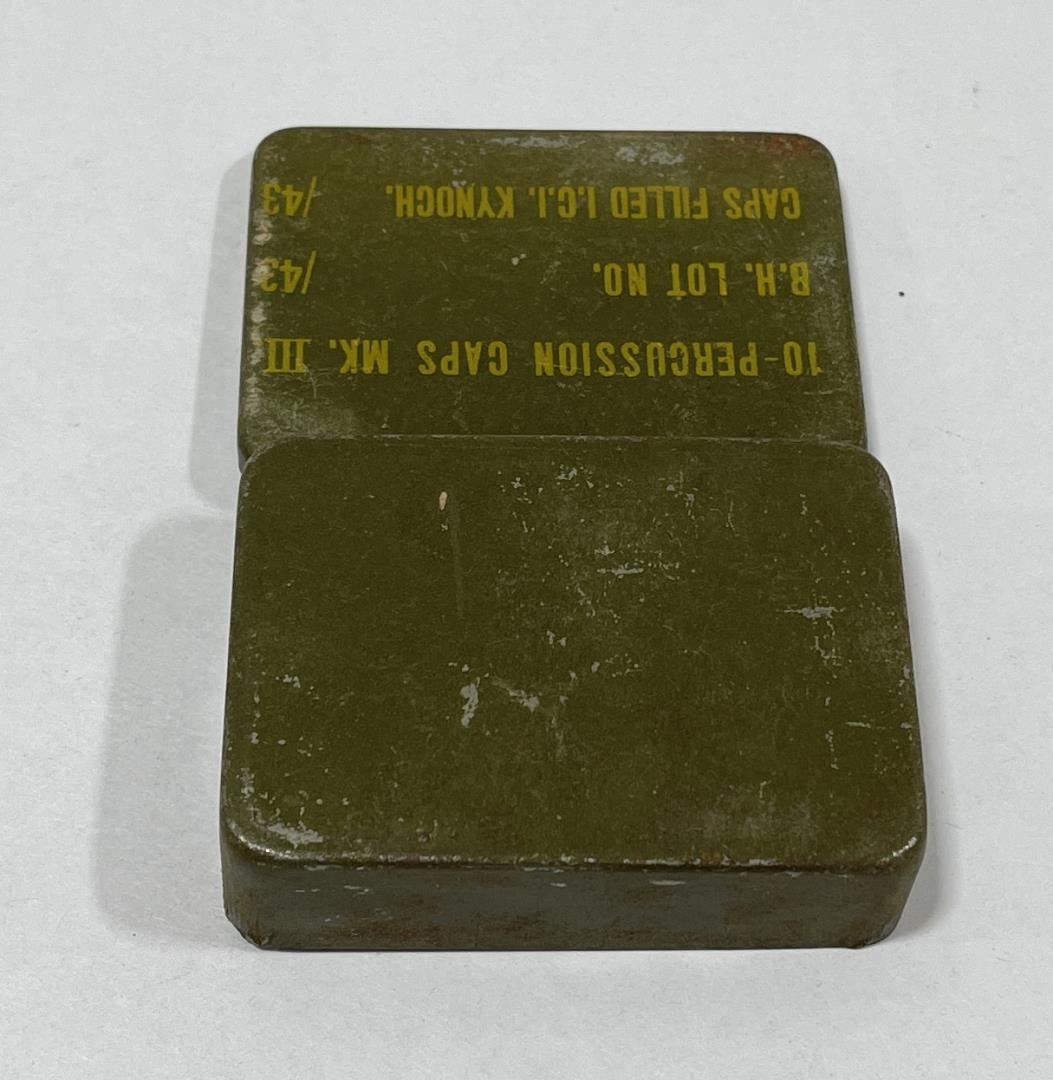 10-PERCUSSION CAPS MK. III
B.H. LOT NO. /43
CAPS FILLED I.C.I. KYNOCH. /43